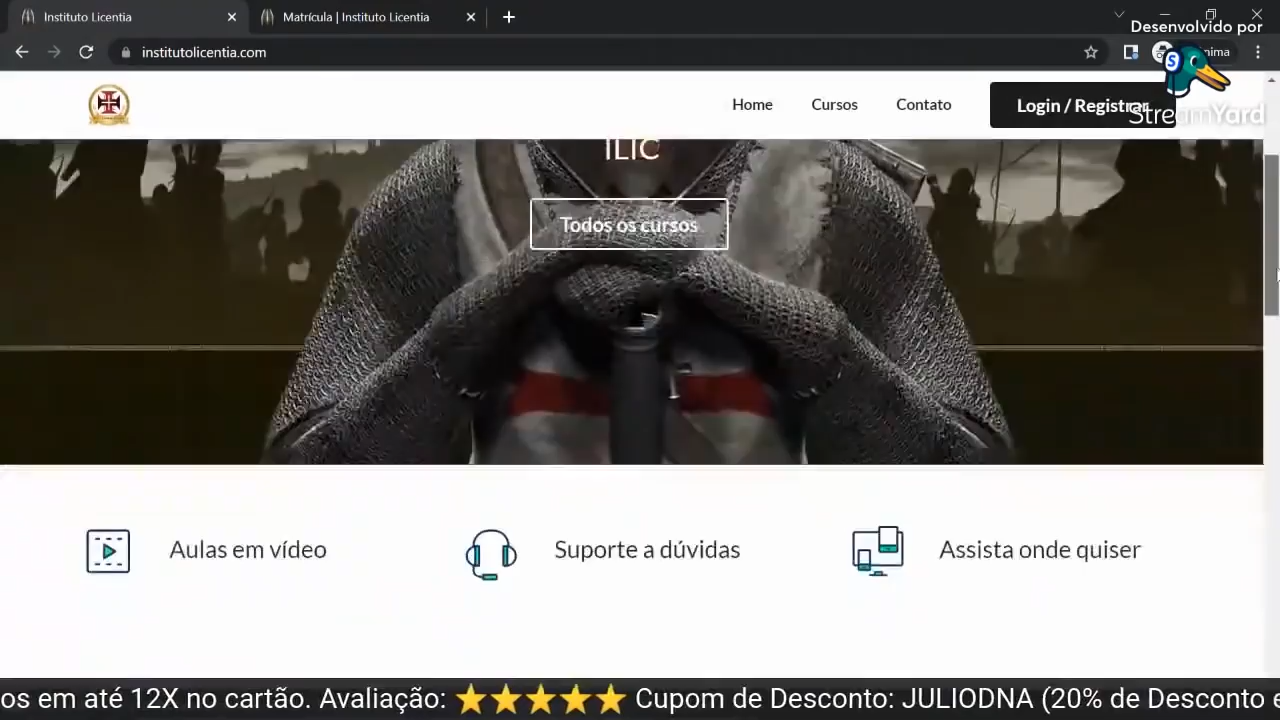 Instituto Licentia
Matrícula | Instituto Licentia
Desenvolvido por
institutolicentia.com
StreamYard
Home
Cursos
Contato
Login / Registrar
ILIC
Todos os cursos
Aulas em vídeo
Suporte a dúvidas
Assista onde quiser
os em até 12X no cartão. Avaliação: ⭐⭐⭐⭐⭐ Cupom de Desconto: JULIODNA (20% de Desconto e